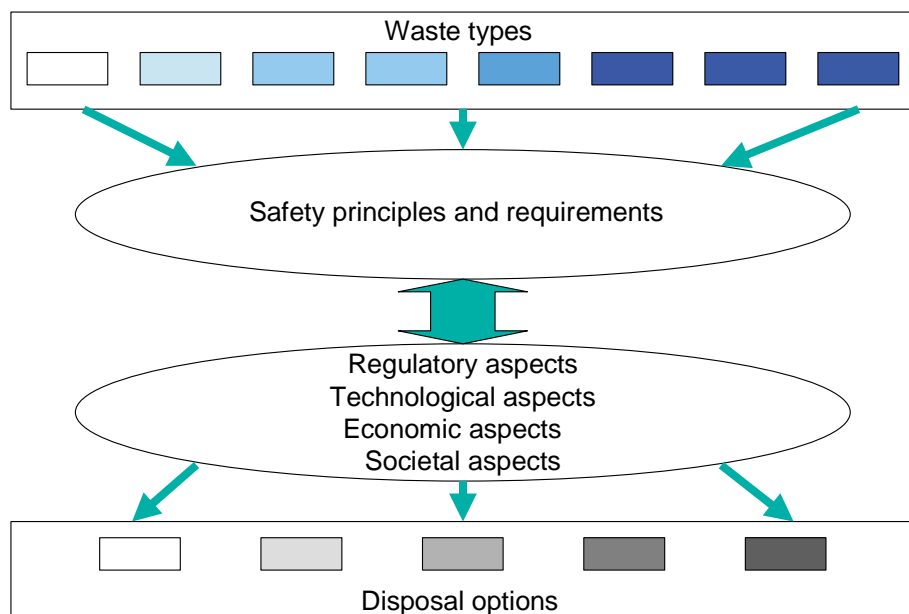 Waste types
Safety principles and requirements
Regulatory aspects
Technological aspects
Economic aspects
Societal aspects
Disposal options